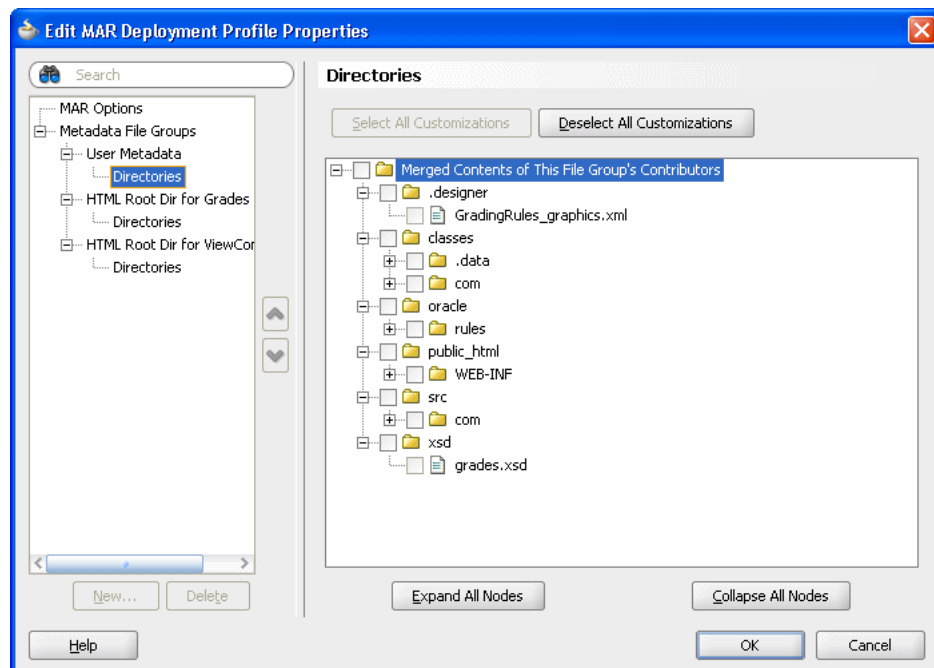 Edit MAR Deployment Profile Properties
Search
MAR Options
Metadata File Groups
User Metadata
Directories
HTML Root Dir for Grades
Directories
HTML Root Dir for ViewCor
Directories
New...
Delete
Directories
Select All Customizations
Deselect All Customizations
Merged Contents of This File Group's Contributors
.designer
GradingRules_graphics.xml
classes
.data
com
oracle
rules
public_html
WEB-INF
src
com
xsd
grades.xsd
Expand All Nodes
Collapse All Nodes
Help
OK
Cancel